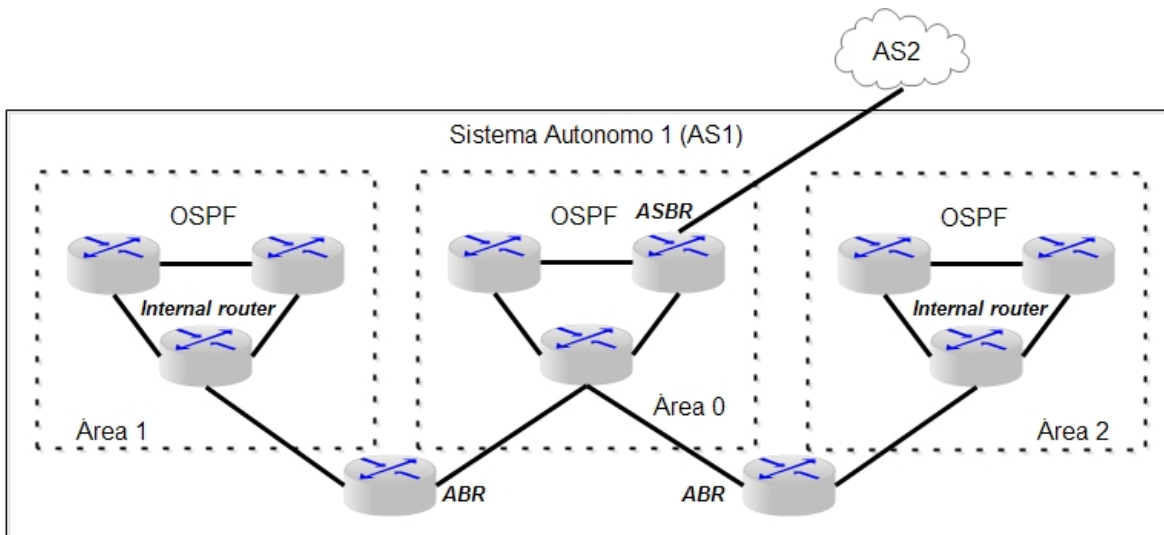 AS2
Sistema Autonomo 1 (AS1)
OSPF
OSPF
ASBR
OSPF
Internal router
Internal router
Área 1
Área 0
Área 2
ABR
ABR